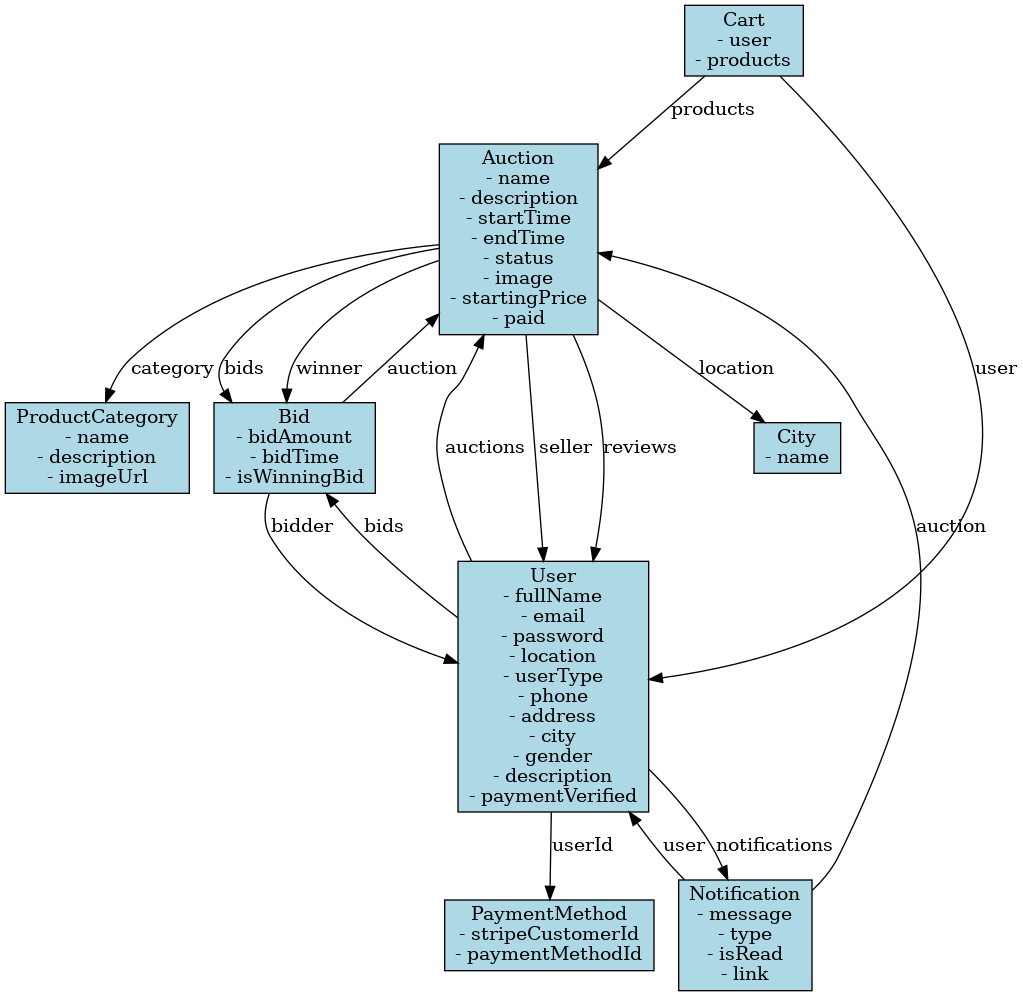 Cart
- user
- products
products
Auction
- name
- description
- startTime
- endTime
- status
- image
- startingPrice
- paid
category
bids
winner
auction
location
user
ProductCategory
- name
- description
- imageUrl
Bid
- bidAmount
- bidTime
- isWinningBid
auctions
seller
reviews
City
- name
bidder
bids
auction
User
- fullName
- email
- password
- location
- userType
- phone
- address
- city
- gender
- description
- paymentVerified
userId
user
notifications
PaymentMethod
- stripeCustomerId
- paymentMethodId
Notification
- message
- type
- isRead
- link